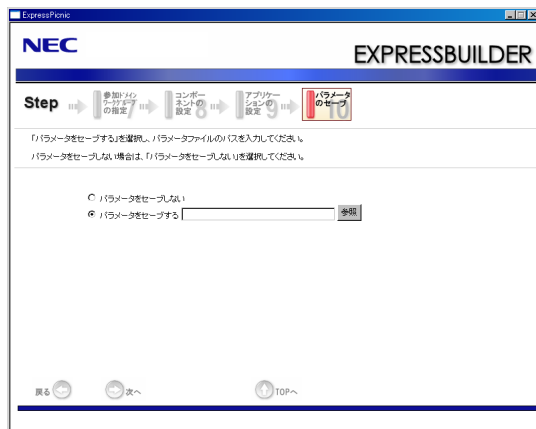 ExpressPicnic
NEC
EXPRESSBUILDER
Step
参加ドメイン
ワークグループ
の指定 7
コンポー
ネントの
設定 8
アプリケー
ションの
設定 9
パラメータ
のセーブ 10
「パラメータをセーブする」を選択し、パラメータファイルのパスを入力してください。
パラメータをセーブしない場合は、「パラメータをセーブしない」を選択してください。
パラメータをセーブしない
パラメータをセーブする
参照
戻る
次へ
TOPへ